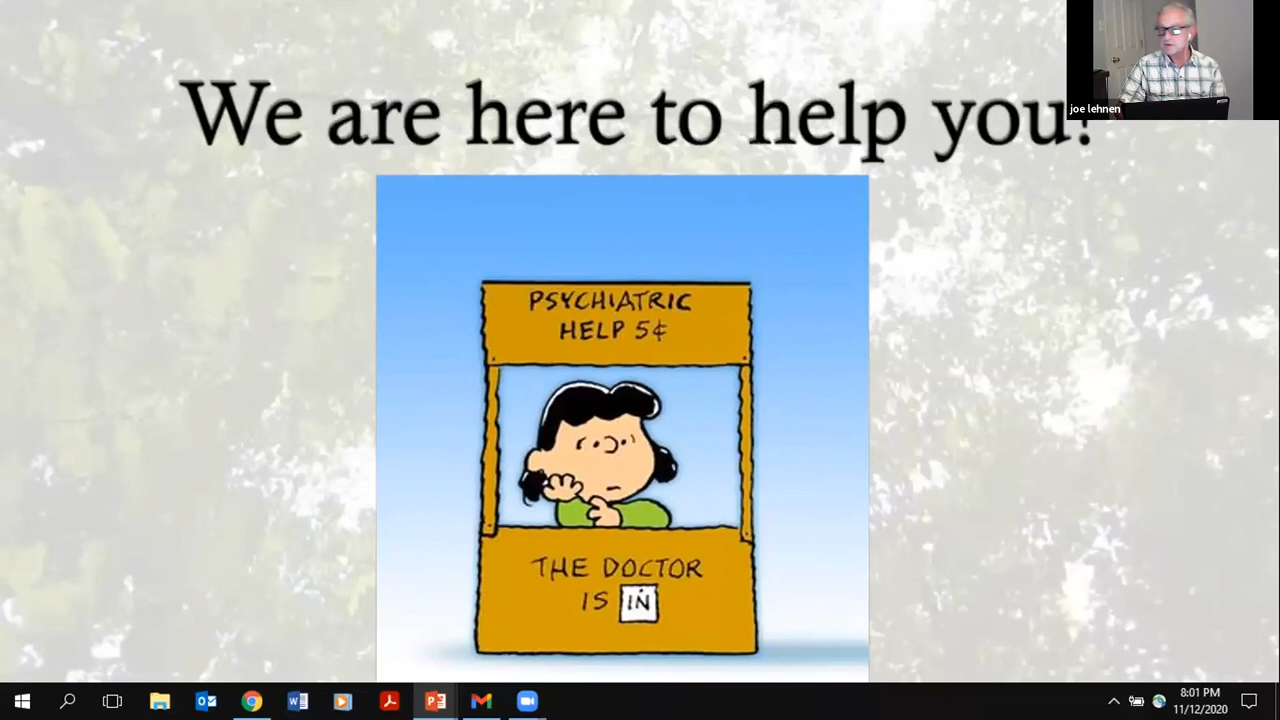 We are here to help you!
joe lehnen
PSYCHIATRIC
HELP 5¢
THE DOCTOR
IS IN
8:01 PM
11/12/2020